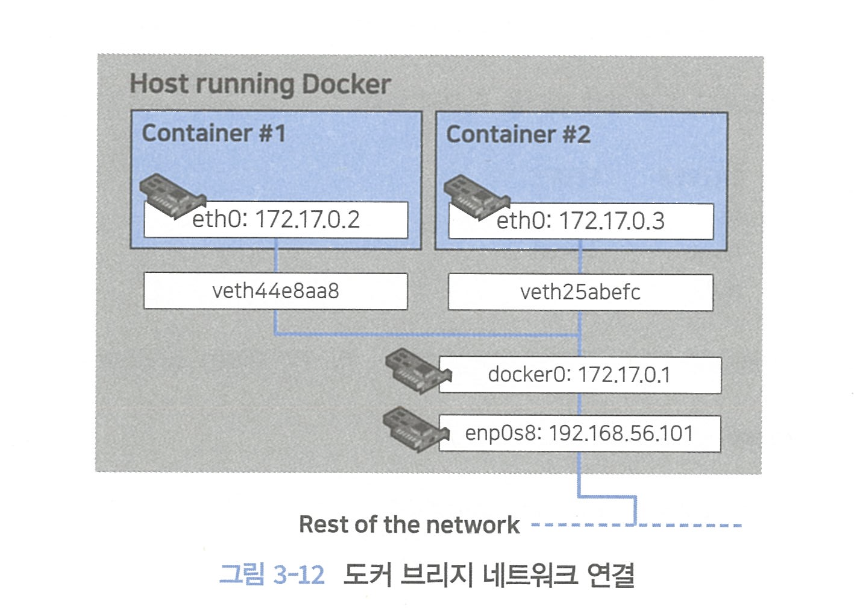 Host running Docker
Container #1
Container #2
eth0: 172.17.0.2
eth0: 172.17.0.3
veth44e8aa8
veth25abefc
docker0: 172.17.0.1
enp0s8: 192.168.56.101
Rest of the network
그림 3-12 도커 브리지 네트워크 연결